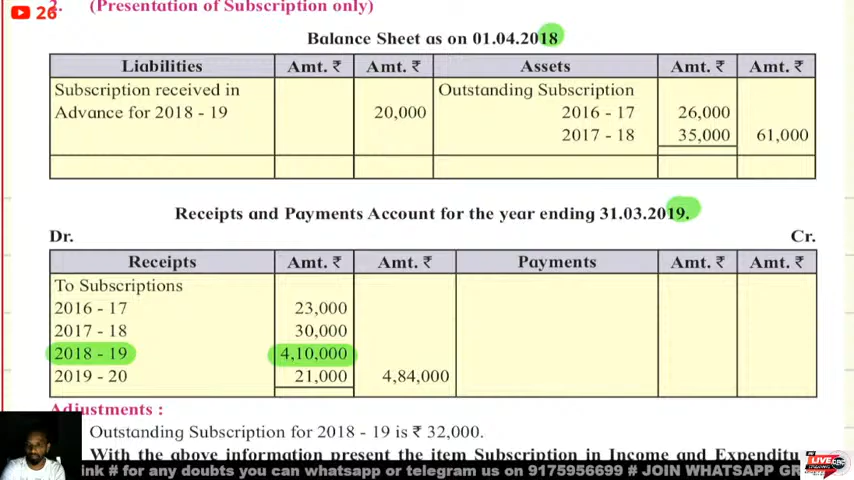 26
2. (Presentation of Subscription only)
Balance Sheet as on 01.04.2018
Liabilities Amt. ₹ Amt. ₹ Assets Amt. ₹ Amt. ₹
Subscription received in Outstanding Subscription
Advance for 2018 - 19 20,000 2016 - 17 26,000
2017 - 18 35,000 61,000
Receipts and Payments Account for the year ending 31.03.2019.
Dr. Cr.
Receipts Amt. ₹ Amt. ₹ Payments Amt. ₹ Amt. ₹
To Subscriptions
2016 - 17 23,000
2017 - 18 30,000
2018 - 19 4,10,000
2019 - 20 21,000 4,84,000
Adjustments :
Outstanding Subscription for 2018 - 19 is ₹ 32,000.
With the above information present the item Subscription in Income and Expenditu
ink # for any doubts you can whatsapp or telegram us on 9175956699 # JOIN WHATSAPP GR
LIVE